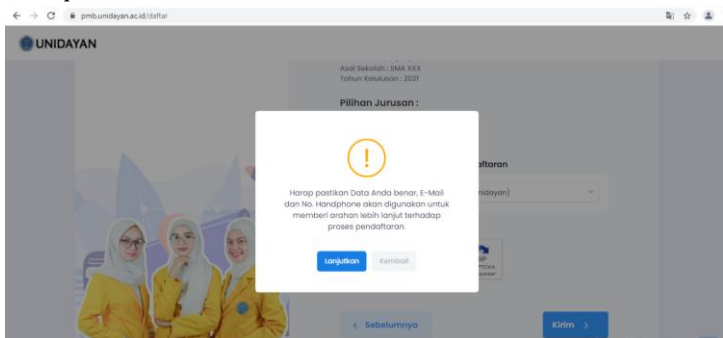 pmb.unidayan.ac.id/daftar
UNIDAYAN
Asal Sekolah : SMA XXX
Tahun Kelulusan : 2021
Pilihan Jurusan :
aftaran
nidayan)
Harap pastikan Data Anda benar, E-Mail
dan No. Handphone akan digunakan untuk
memberi arahan lebih lanjut terhadap
proses pendaftaran.
Lanjutkan Kembali
< Sebelumnya
Kirim >